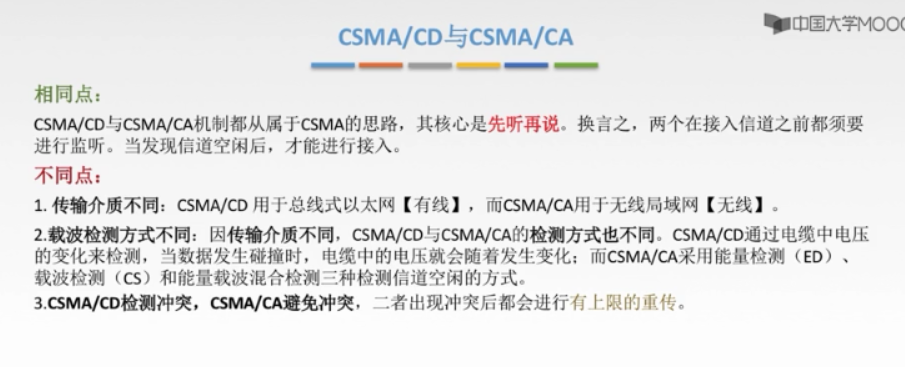 中国大学MOOC
CSMA/CD与CSMA/CA
相同点：
CSMA/CD与CSMA/CA机制都从属于CSMA的思路，其核心是先听再说。换言之，两个在接入信道之前都须要
进行监听。当发现信道空闲后，才能进行接入。
不同点：
1. 传输介质不同：CSMA/CD 用于总线式以太网【有线】，而CSMA/CA用于无线局域网【无线】。
2.载波检测方式不同：因传输介质不同，CSMA/CD与CSMA/CA的检测方式也不同。CSMA/CD通过电缆中电压
的变化来检测，当数据发生碰撞时，电缆中的电压就会随着发生变化；而CSMA/CA采用能量检测（ED）、
载波检测（CS）和能量载波混合检测三种检测信道空闲的方式。
3.CSMA/CD检测冲突，CSMA/CA避免冲突，二者出现冲突后都会进行有上限的重传。